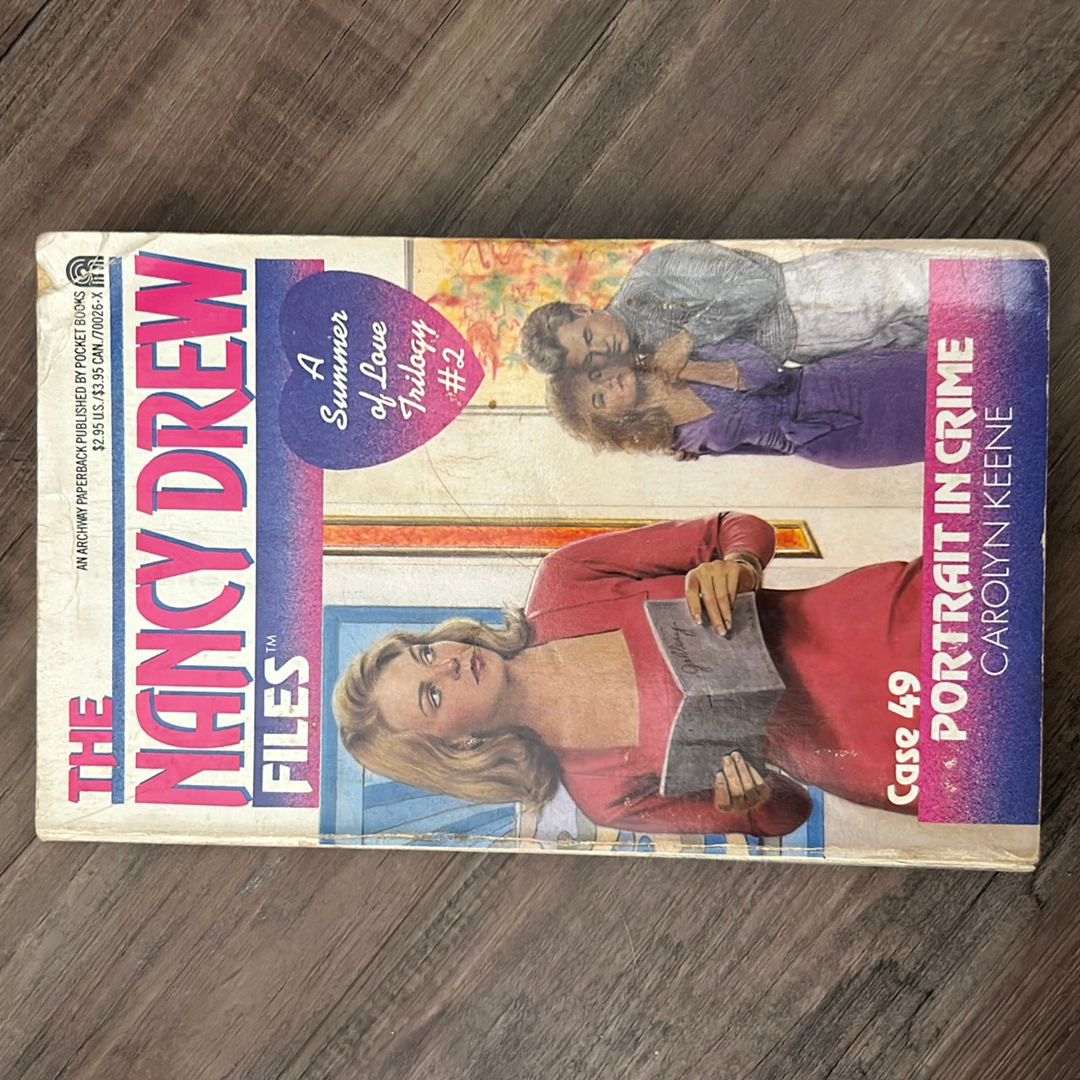 AN ARCHWAY PAPERBACK PUBLISHED BY POCKET BOOKS
$2.95 U.S./$3.95 CAN./70026-X
THE
NANCY DREW
FILES™
A
Summer
of Love
Trilogy
#2
Gallery
Case 49
PORTRAIT IN CRIME
CAROLYN KEENE